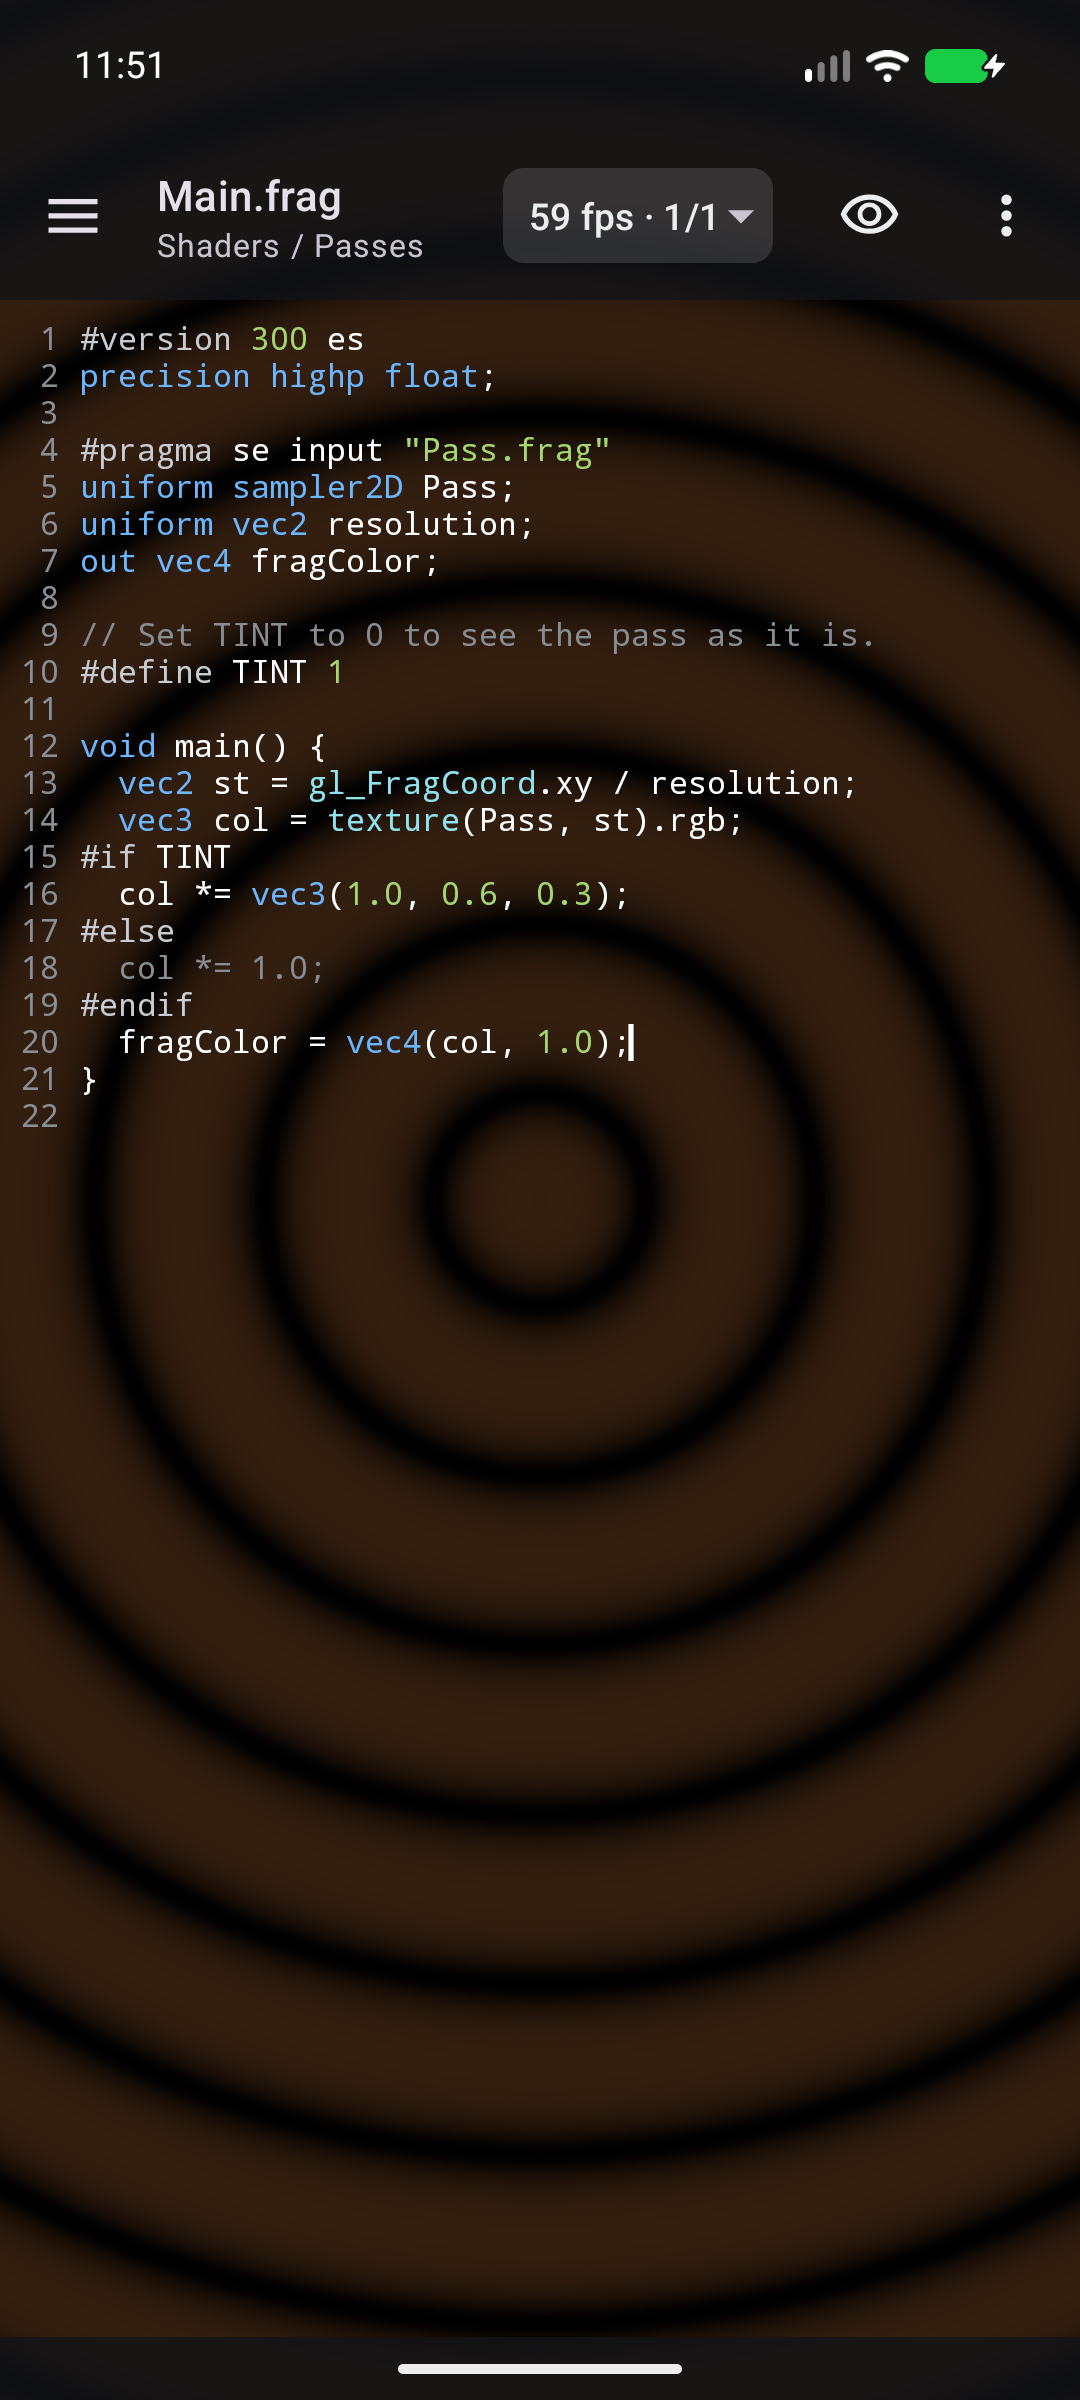 11:51
Main.frag
Shaders / Passes
59 fps · 1/1
1 #version 300 es
2 precision highp float;
3
4 #pragma se input "Pass.frag"
5 uniform sampler2D Pass;
6 uniform vec2 resolution;
7 out vec4 fragColor;
8
9 // Set TINT to 0 to see the pass as it is.
10 #define TINT 1
11
12 void main() {
13   vec2 st = gl_FragCoord.xy / resolution;
14   vec3 col = texture(Pass, st).rgb;
15 #if TINT
16   col *= vec3(1.0, 0.6, 0.3);
17 #else
18   col *= 1.0;
19 #endif
20   fragColor = vec4(col, 1.0);
21 }
22